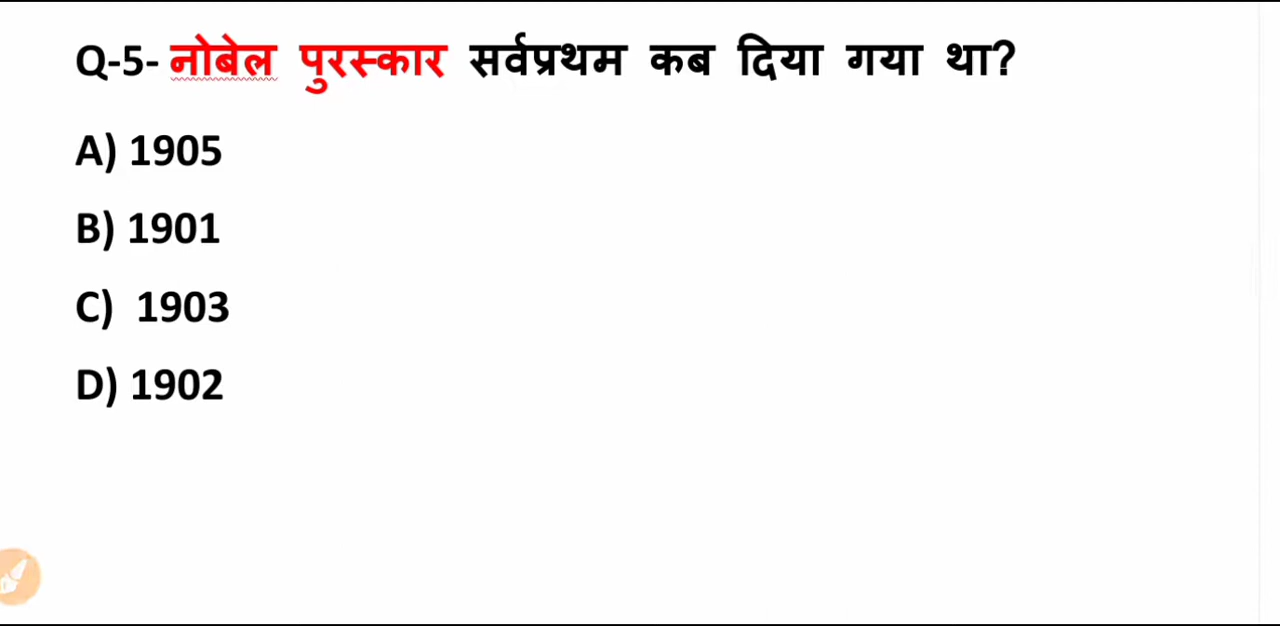 Q-5- नोबेल पुरस्कार सर्वप्रथम कब दिया गया था?
A) 1905
B) 1901
C) 1903
D) 1902